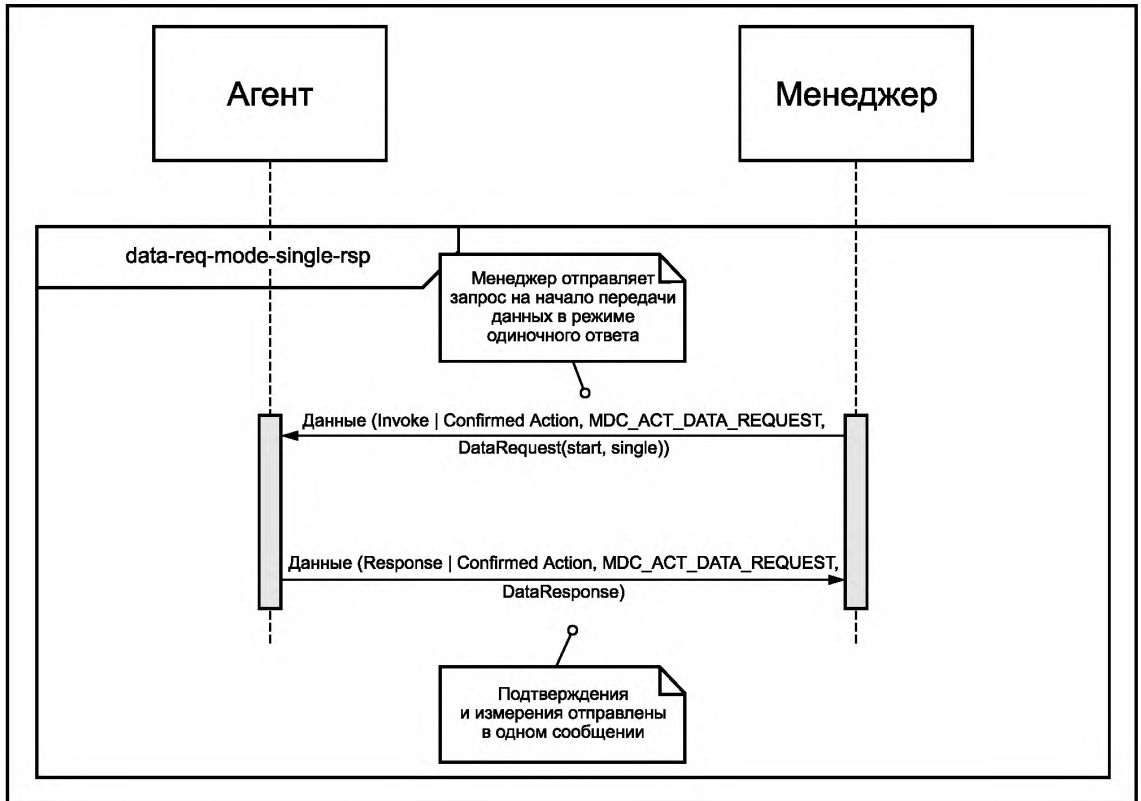 Агент
Менеджер
data-req-mode-single-rsp
Менеджер отправляет
запрос на начало передачи
данных в режиме
одиночного ответа
Данные (Invoke | Confirmed Action, MDC_ACT_DATA_REQUEST,
DataRequest(start, single))
Данные (Response | Confirmed Action, MDC_ACT_DATA_REQUEST,
DataResponse)
Подтверждения
и измерения отправлены
в одном сообщении